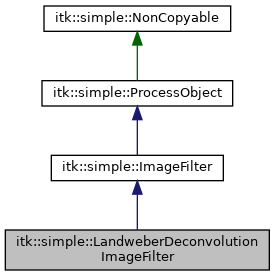 itk::simple::NonCopyable
itk::simple::ProcessObject
itk::simple::ImageFilter
itk::simple::LandweberDeconvolution
ImageFilter